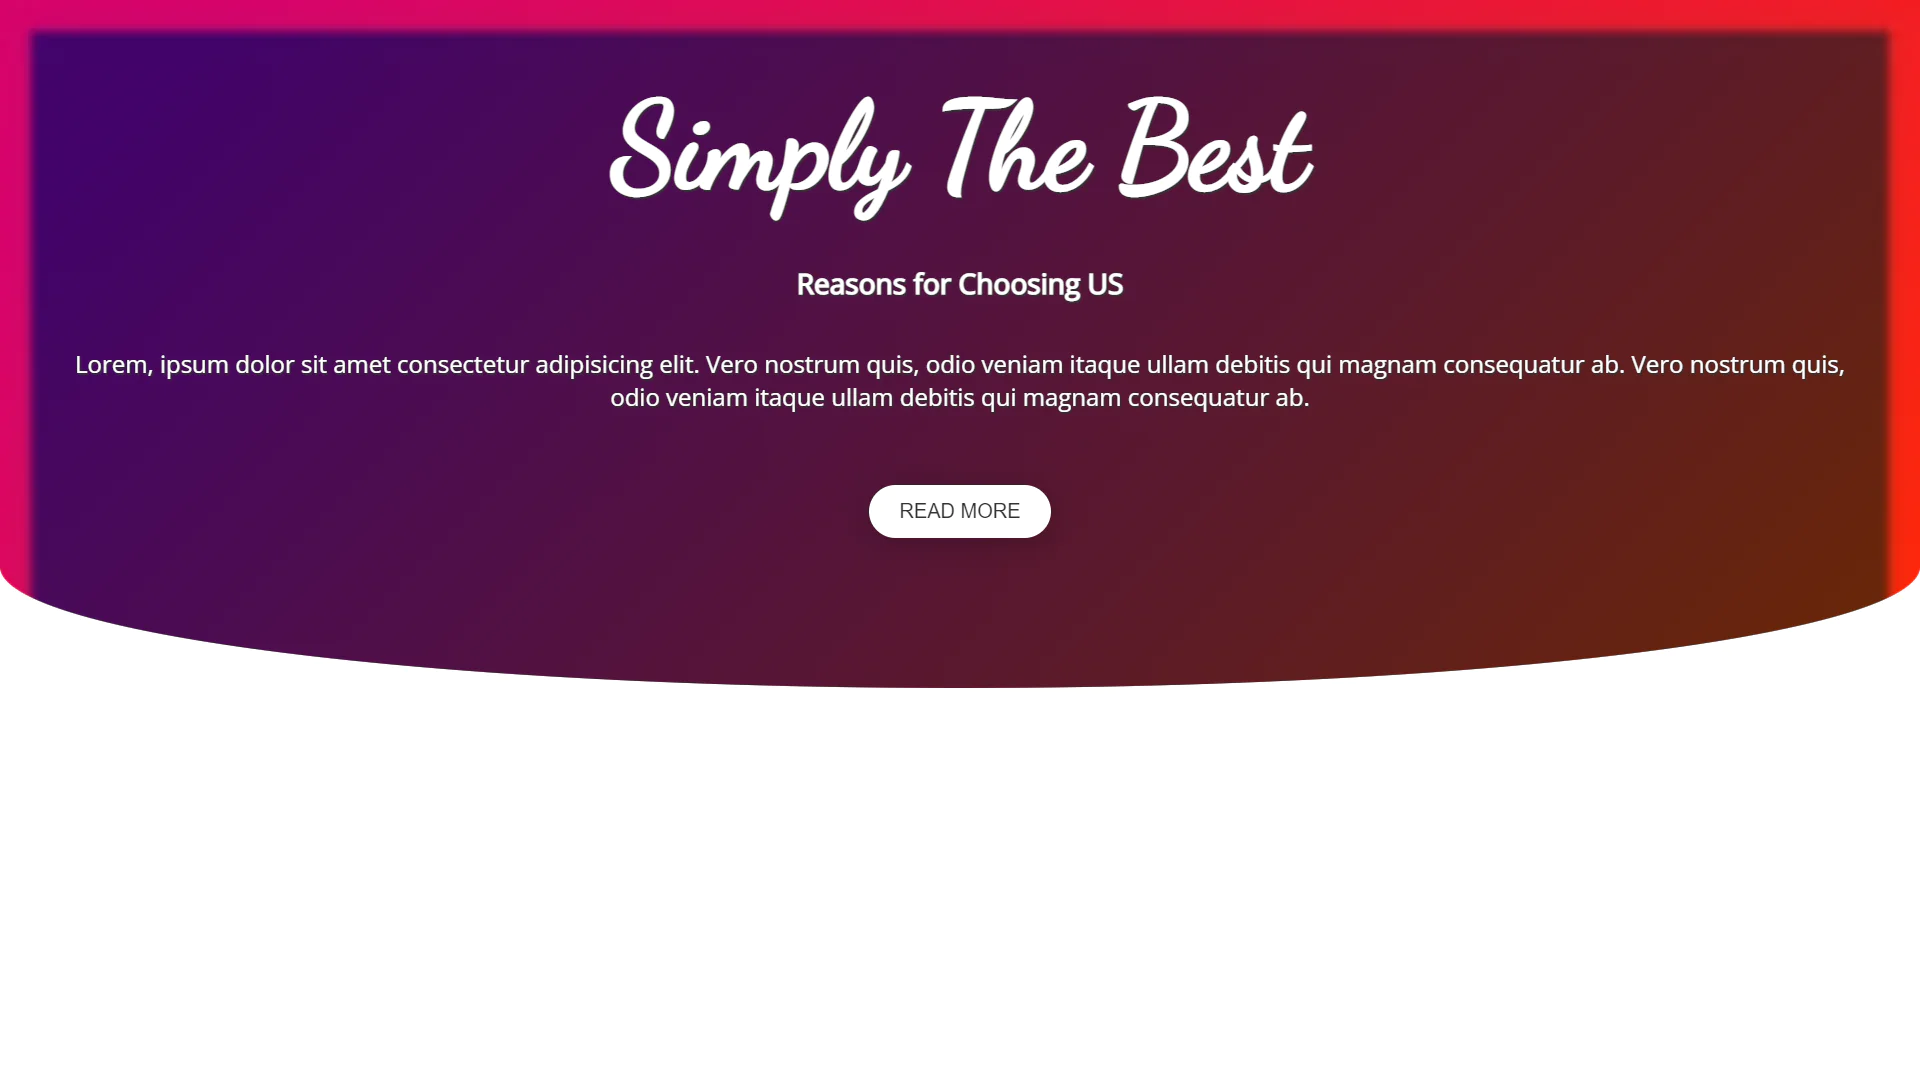 Simply The Best
Reasons for Choosing US
Lorem, ipsum dolor sit amet consectetur adipisicing elit. Vero nostrum quis, odio veniam itaque ullam debitis qui magnam consequatur ab. Vero nostrum quis,
odio veniam itaque ullam debitis qui magnam consequatur ab.
READ MORE